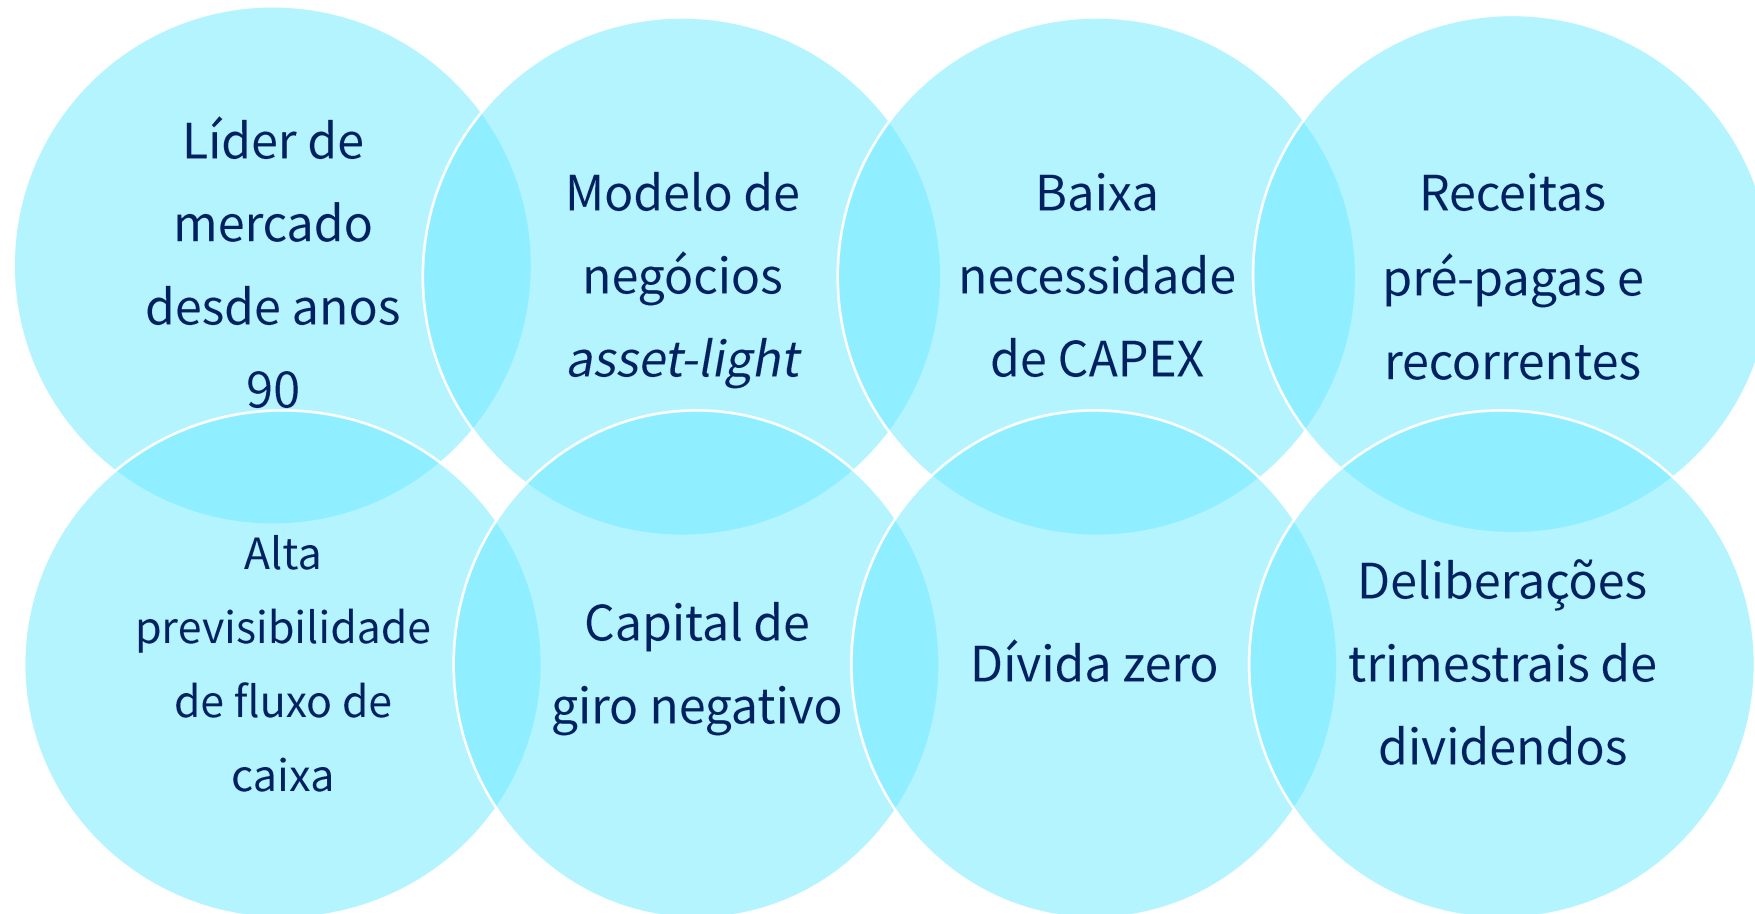 Líder de
mercado
desde anos
90
Modelo de
negócios
asset-light
Baixa
necessidade
de CAPEX
Receitas
pré-pagas e
recorrentes
Alta
previsibilidade
de fluxo de
caixa
Capital de
giro negativo
Dívida zero
Deliberações
trimestrais de
dividendos